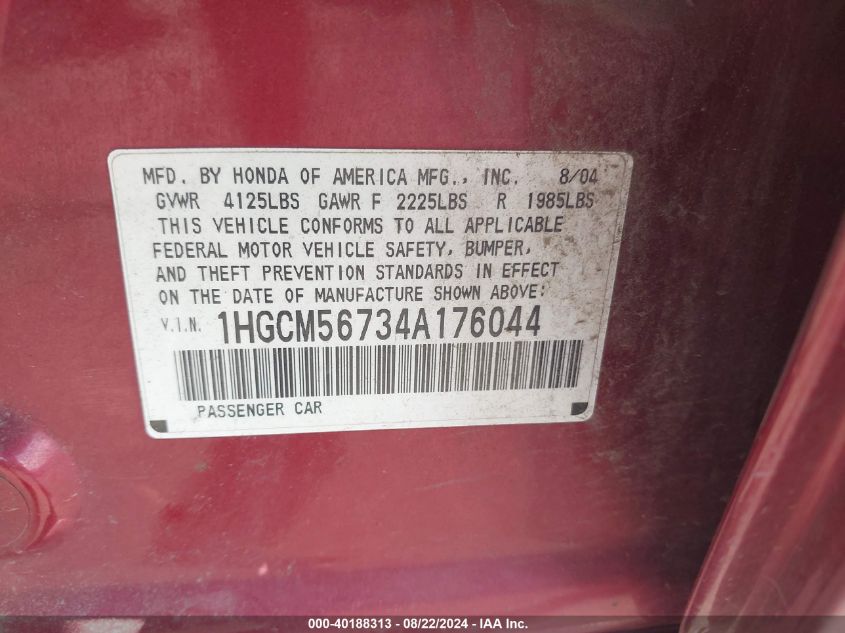 MFD. BY HONDA OF AMERICA MFG., INC. 8/04
GVWR 4125LBS GAWR F 2225LBS R 1985LBS
THIS VEHICLE CONFORMS TO ALL APPLICABLE
FEDERAL MOTOR VEHICLE SAFETY, BUMPER,
AND THEFT PREVENTION STANDARDS IN EFFECT
ON THE DATE OF MANUFACTURE SHOWN ABOVE:
V.I.N. 1HGCM56734A176044
PASSENGER CAR
000-40188313 - 08/22/2024 - IAA Inc.